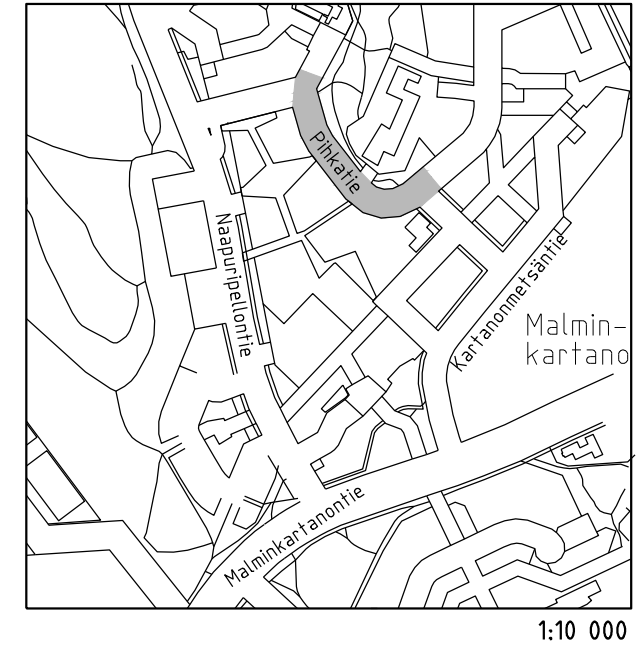 Pihkatie
Naapuripellontie
Kartanonmetsäntie
Malmin-
kartano
Malminkartanontie
1:10 000